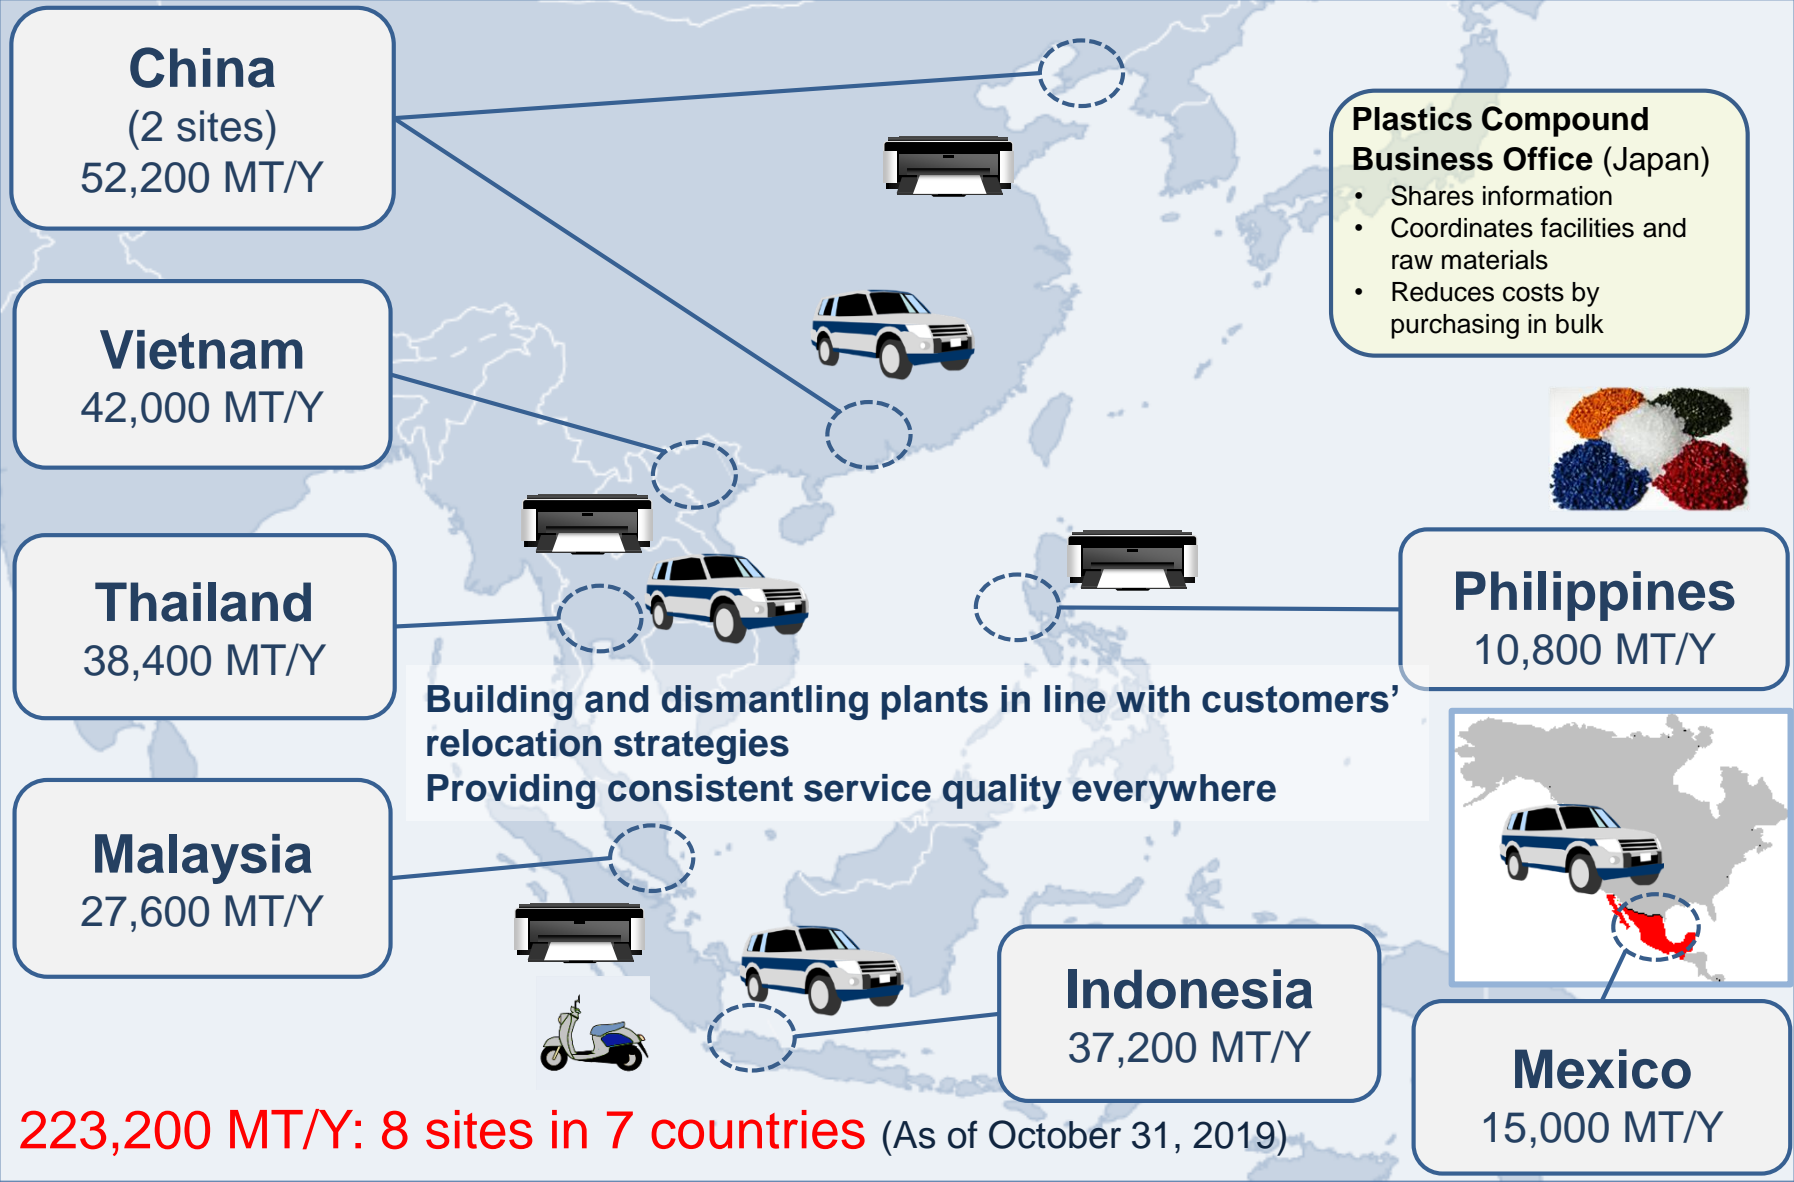 China
(2 sites)
52,200 MT/Y
Plastics Compound
Business Office (Japan)
• Shares information
• Coordinates facilities and
raw materials
• Reduces costs by
purchasing in bulk
Vietnam
42,000 MT/Y
Thailand
38,400 MT/Y
Philippines
10,800 MT/Y
Building and dismantling plants in line with customers’
relocation strategies
Providing consistent service quality everywhere
Malaysia
27,600 MT/Y
Indonesia
37,200 MT/Y
Mexico
15,000 MT/Y
223,200 MT/Y: 8 sites in 7 countries (As of October 31, 2019)